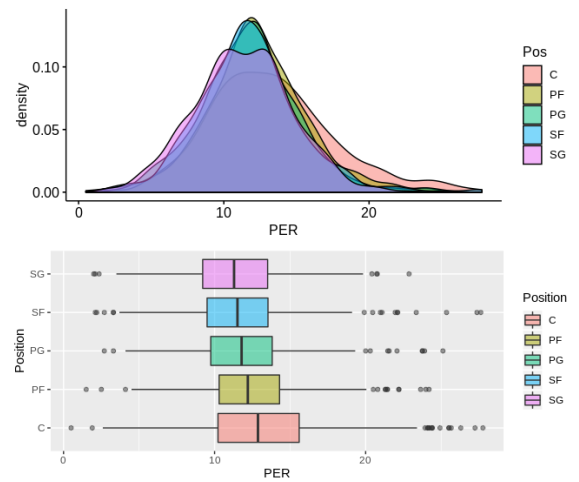 0.10
0.05
0.00
density
0 10 20
PER
Pos
C
PF
PG
SF
SG
SG
SF
PG
PF
C
Position
0 10 20
PER
Position
C
PF
PG
SF
SG